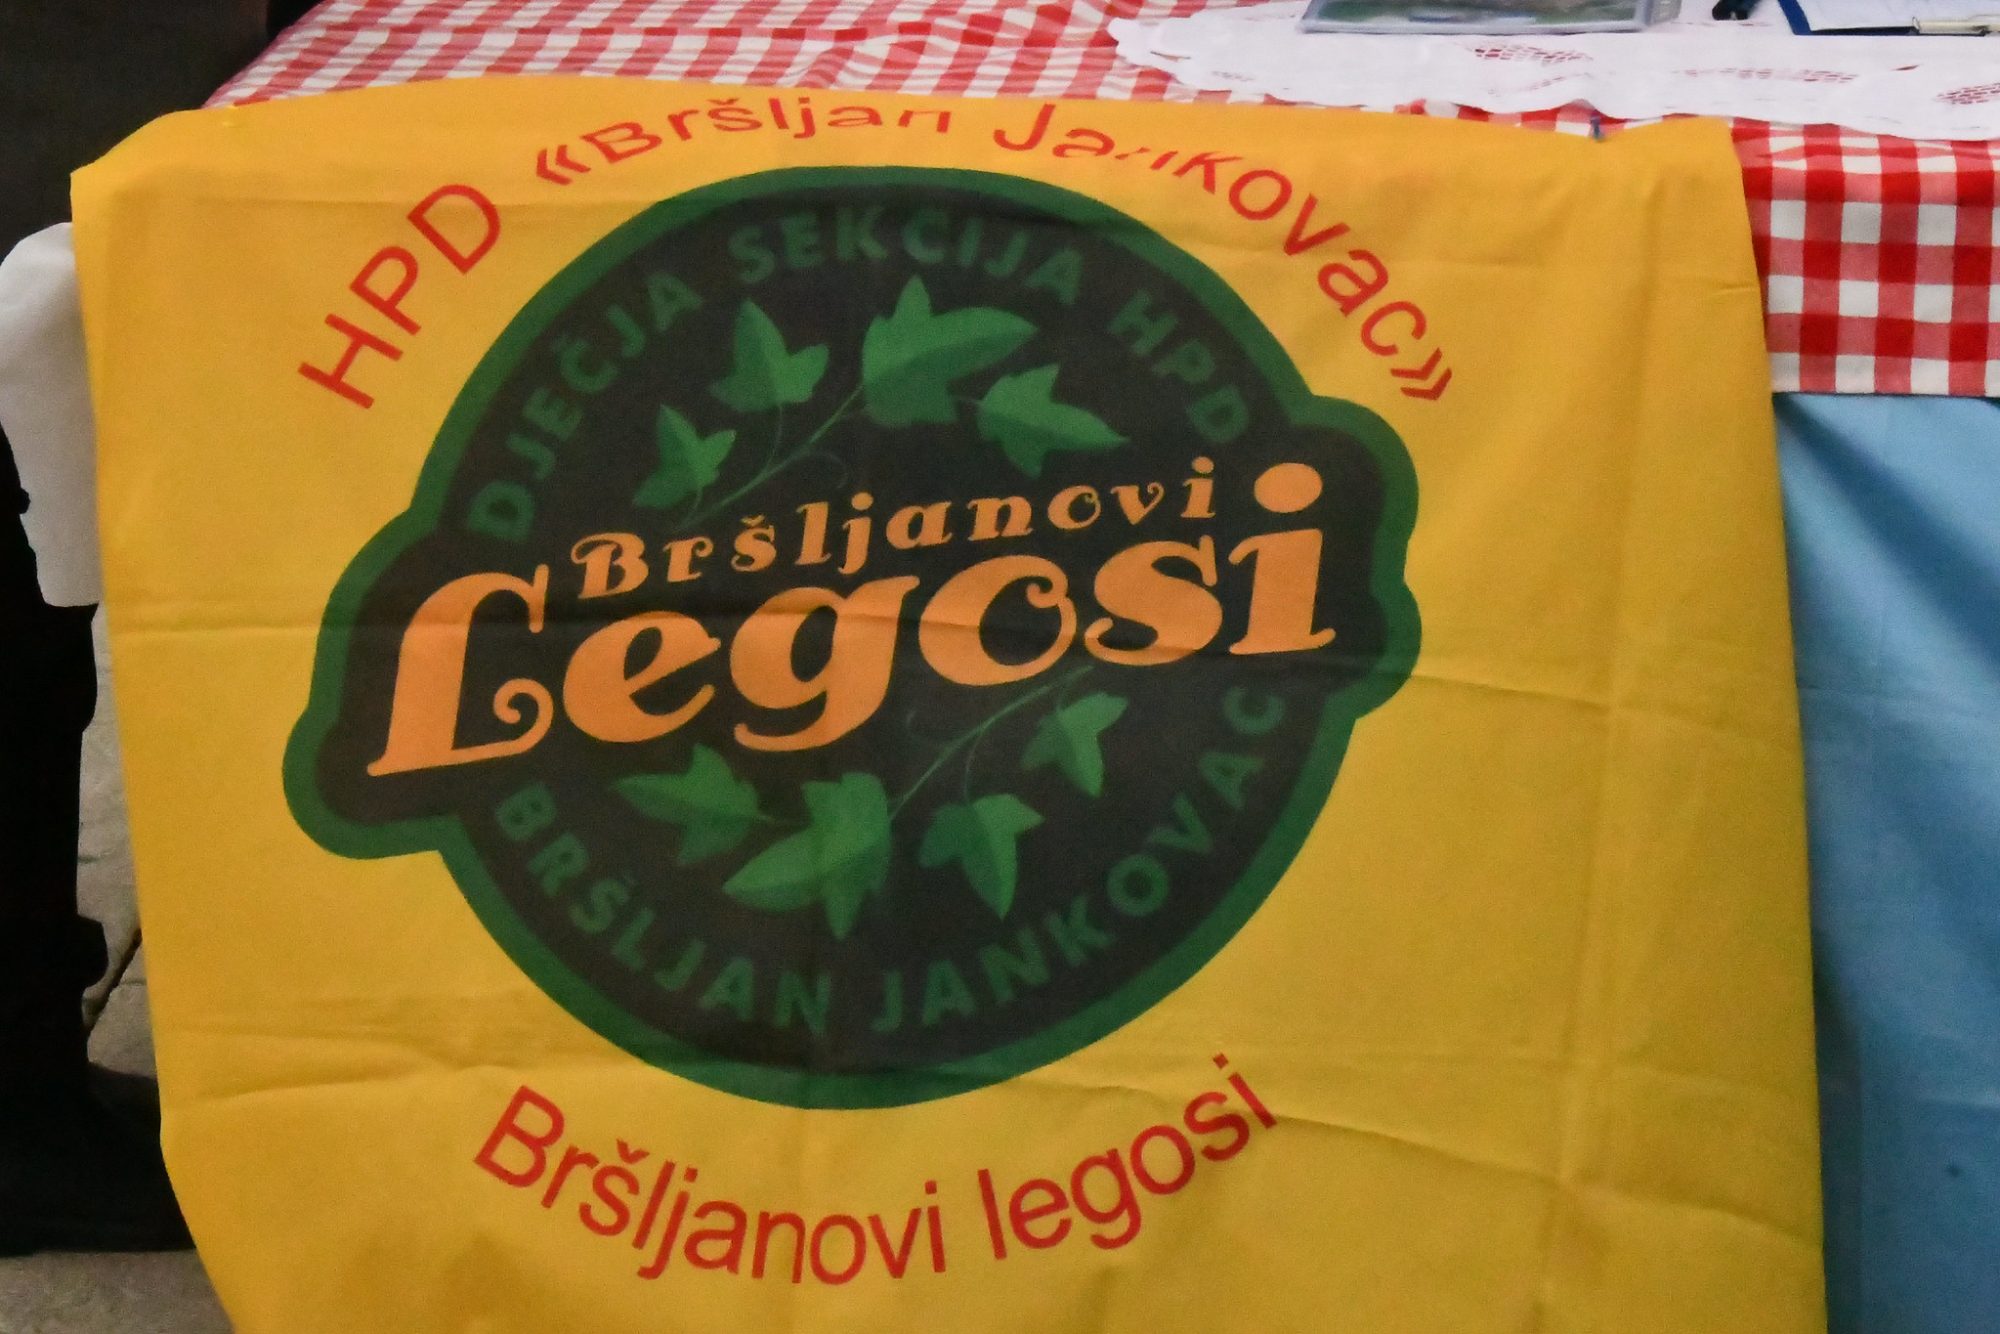 HPD «Bršljan Jankovac»
DJEČJA SEKCIJA HPD
Bršljanovi
Legosi
BRŠLJAN JANKOVAC
Bršljanovi legosi